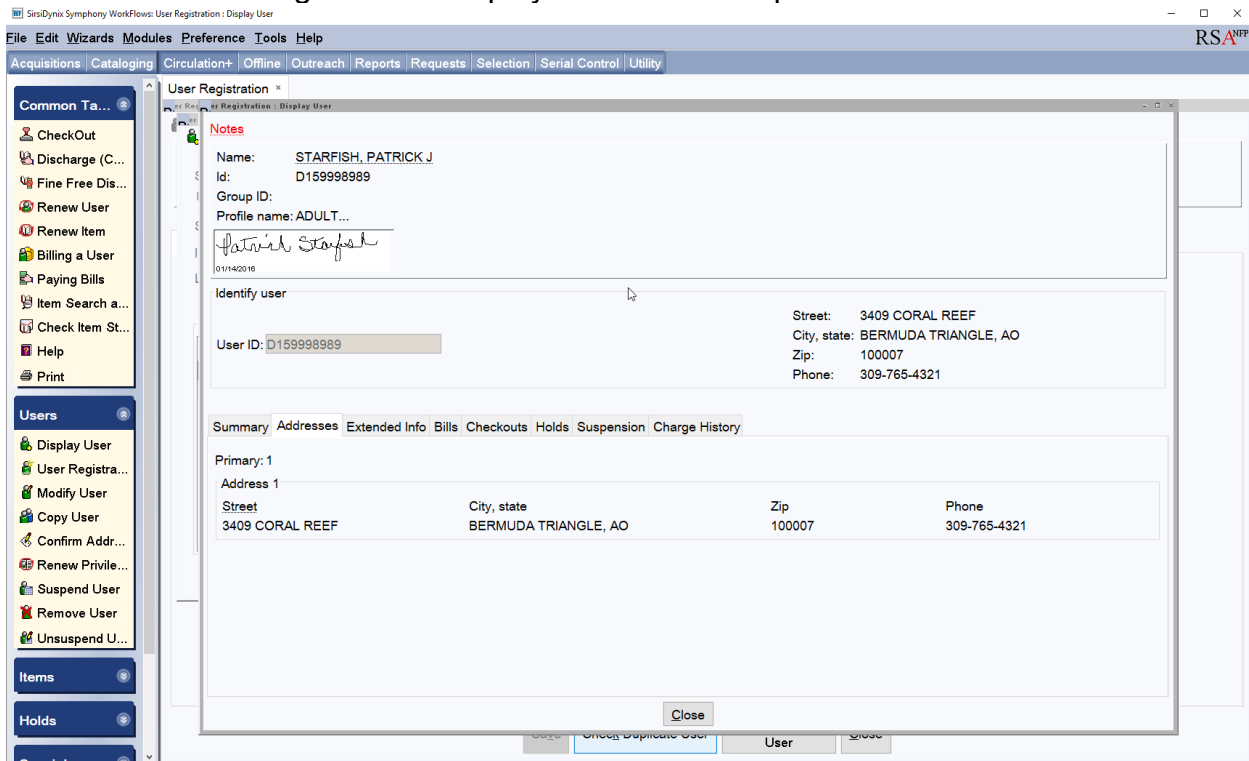 SirsiDynix Symphony WorkFlows: User Registration : Display User
File Edit Wizards Modules Preference Tools Help
RSANFP
Acquisitions Cataloging Circulation+ Offline Outreach Reports Requests Selection Serial Control Utility
User Registration ×
User Registration : Display User
Common Ta...
CheckOut
Discharge (C...
Fine Free Dis...
Renew User
Renew Item
Billing a User
Paying Bills
Item Search a...
Check Item St...
Help
Print
Users
Display User
User Registra...
Modify User
Copy User
Confirm Addr...
Renew Privile...
Suspend User
Remove User
Unsuspend U...
Items
Holds
Notes
Name: STARFISH, PATRICK J
Id: D159998989
Group ID:
Profile name: ADULT...
Patrick Starfish
01/14/2016
Identify user
User ID: D159998989
Street: 3409 CORAL REEF
City, state: BERMUDA TRIANGLE, AO
Zip: 100007
Phone: 309-765-4321
Summary Addresses Extended Info Bills Checkouts Holds Suspension Charge History
Primary: 1
Address 1
Street City, state Zip Phone
3409 CORAL REEF BERMUDA TRIANGLE, AO 100007 309-765-4321
Close
Check Duplicate User
User
Close